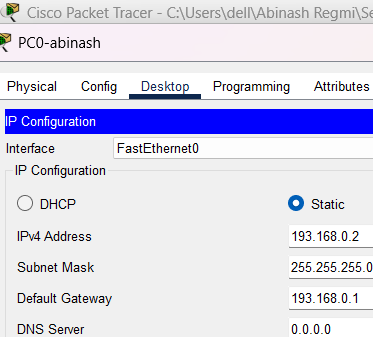 Cisco Packet Tracer - C:\Users\dell\Abinash Regmi\Se
PC0-abinash
Physical Config Desktop Programming Attributes
IP Configuration
Interface FastEthernet0
IP Configuration
DHCP Static
IPv4 Address 193.168.0.2
Subnet Mask 255.255.255.0
Default Gateway 193.168.0.1
DNS Server 0.0.0.0